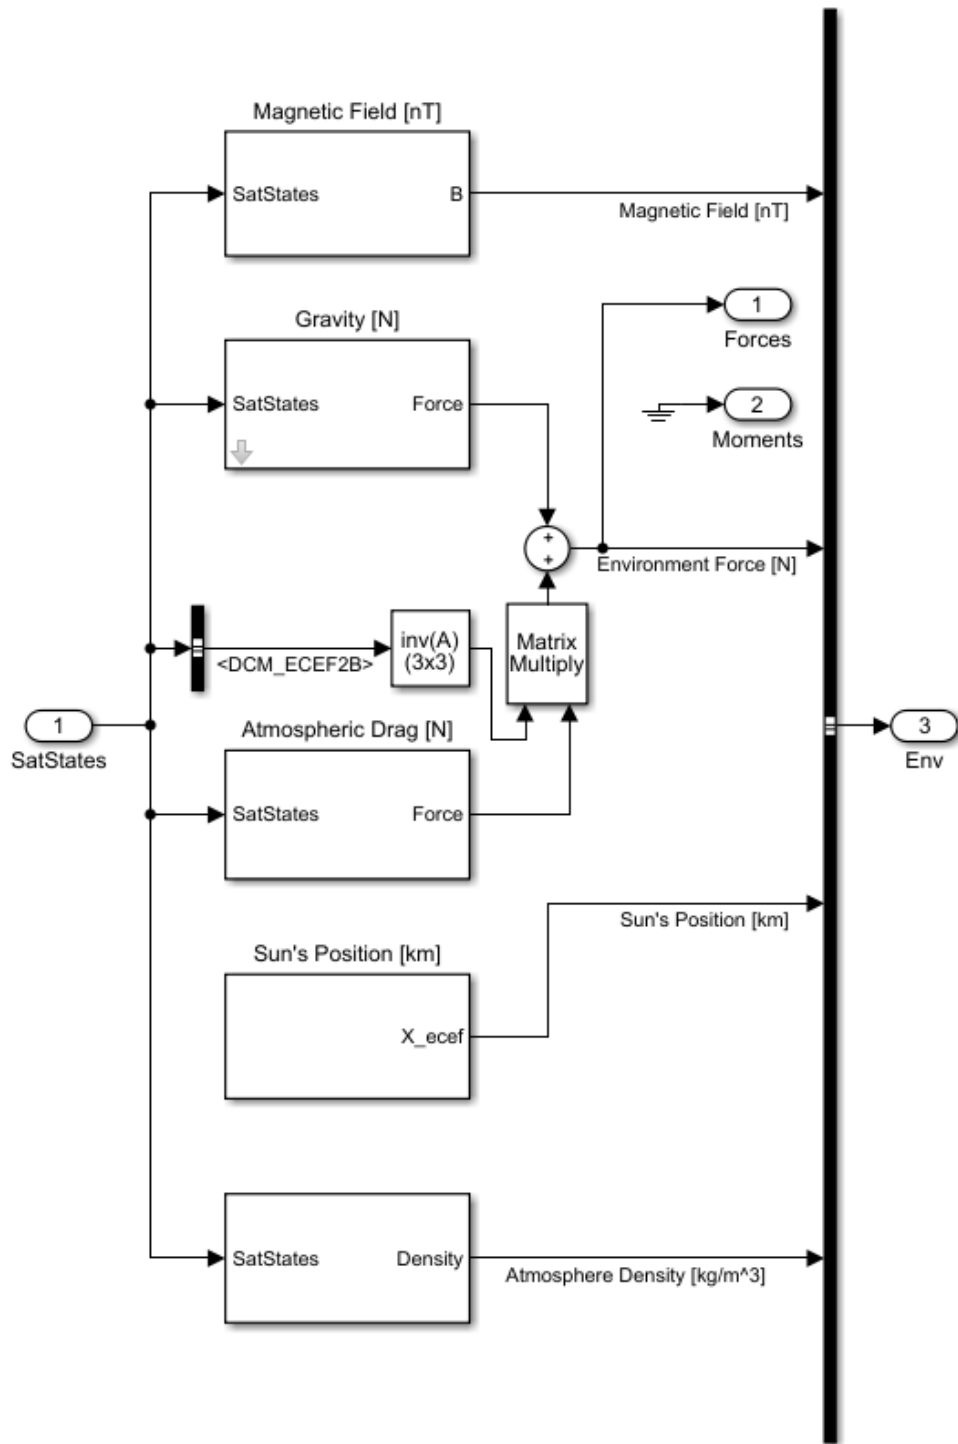 Magnetic Field [nT]
SatStates
B
Magnetic Field [nT]
Gravity [N]
SatStates
Force
1
Forces
2
Moments
+
+
Environment Force [N]
<DCM_ECEF2B>
inv(A)
(3x3)
Matrix
Multiply
1
SatStates
Atmospheric Drag [N]
SatStates
Force
3
Env
Sun's Position [km]
Sun's Position [km]
X_ecef
SatStates
Density
Atmosphere Density [kg/m^3]